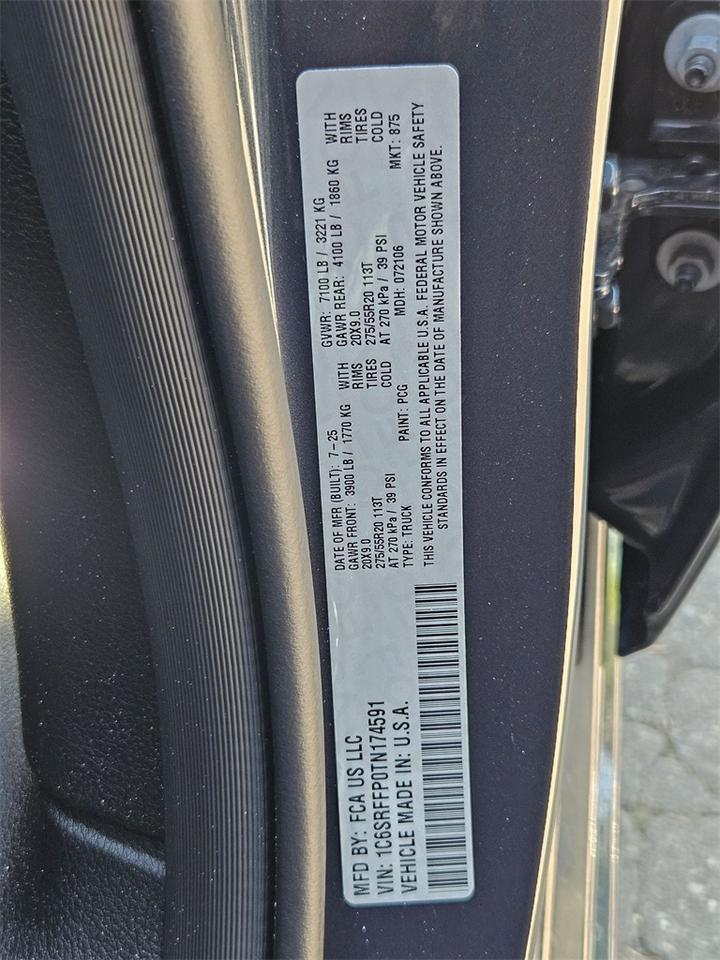 MFD BY: FCA US LLC
VIN: 1C6SRFFP0TN174591
VEHICLE MADE IN: U.S.A.
DATE OF MFR (BUILT): 7-25
GAWR FRONT: 3900 LB / 1770 KG WITH
20X9.0 RIMS
275/55R20 113T TIRES
AT 270 kPa / 39 PSI COLD
TYPE: TRUCK PAINT: PCG
GVWR: 7100 LB / 3221 KG
GAWR REAR: 4100 LB / 1860 KG WITH
20X9.0 RIMS
275/55R20 113T TIRES
AT 270 kPa / 39 PSI COLD
MDH: 072106 MKT: 875
THIS VEHICLE CONFORMS TO ALL APPLICABLE U.S.A. FEDERAL MOTOR VEHICLE SAFETY
STANDARDS IN EFFECT ON THE DATE OF MANUFACTURE SHOWN ABOVE.